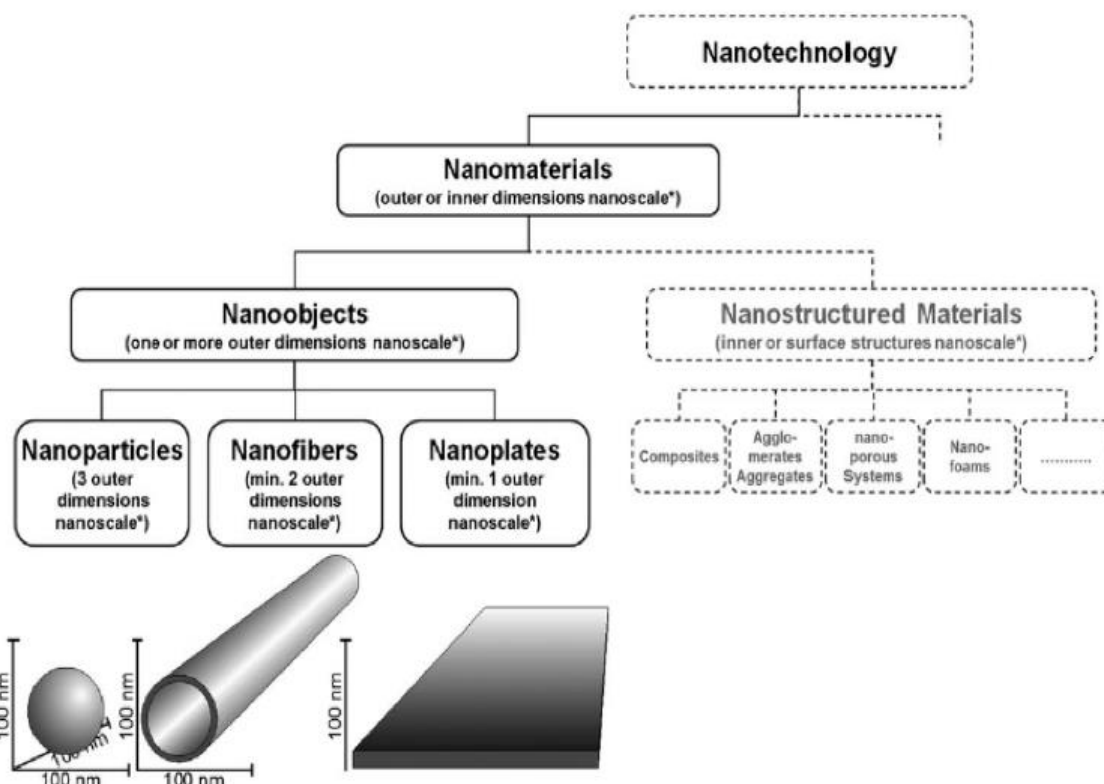 Nanotechnology
Nanomaterials
(outer or inner dimensions nanoscale*)
Nanoobjects
(one or more outer dimensions nanoscale*)
Nanostructured Materials
(inner or surface structures nanoscale*)
Nanoparticles
(3 outer
dimensions
nanoscale*)
Nanofibers
(min. 2 outer
dimensions
nanoscale*)
Nanoplates
(min. 1 outer
dimension
nanoscale*)
Composites
Agglo-
merates
Aggregates
nano-
porous
Systems
Nano-
foams
...........
100 nm
100 nm
100 nm
100 nm
100 nm
100 nm